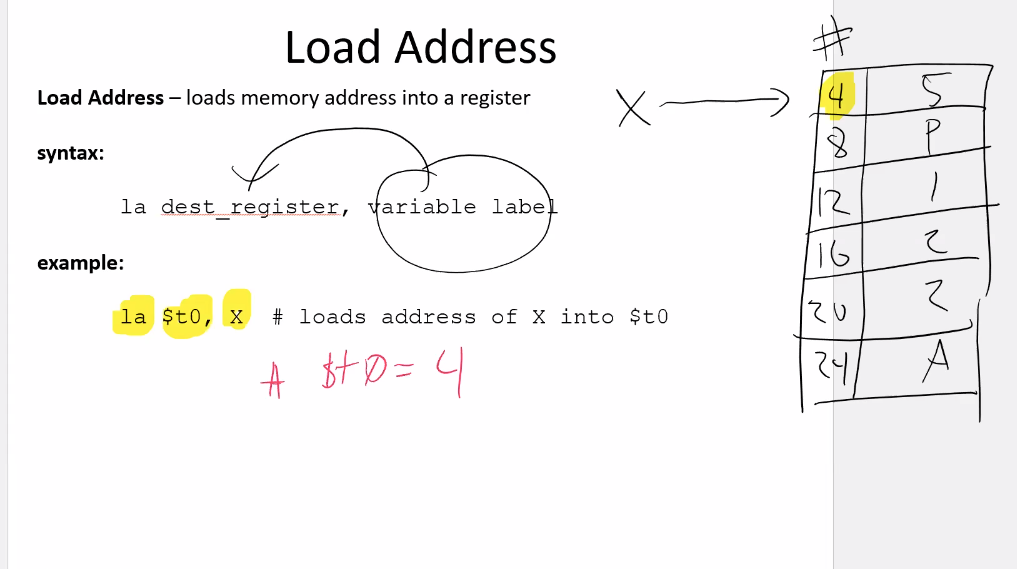 Load Address
#
Load Address – loads memory address into a register
X
4 5
8 P
syntax:
12 1
la dest_register, variable label
16 2
example:
20 2
la $t0, X # loads address of X into $t0
24 A
A $t0 = 4